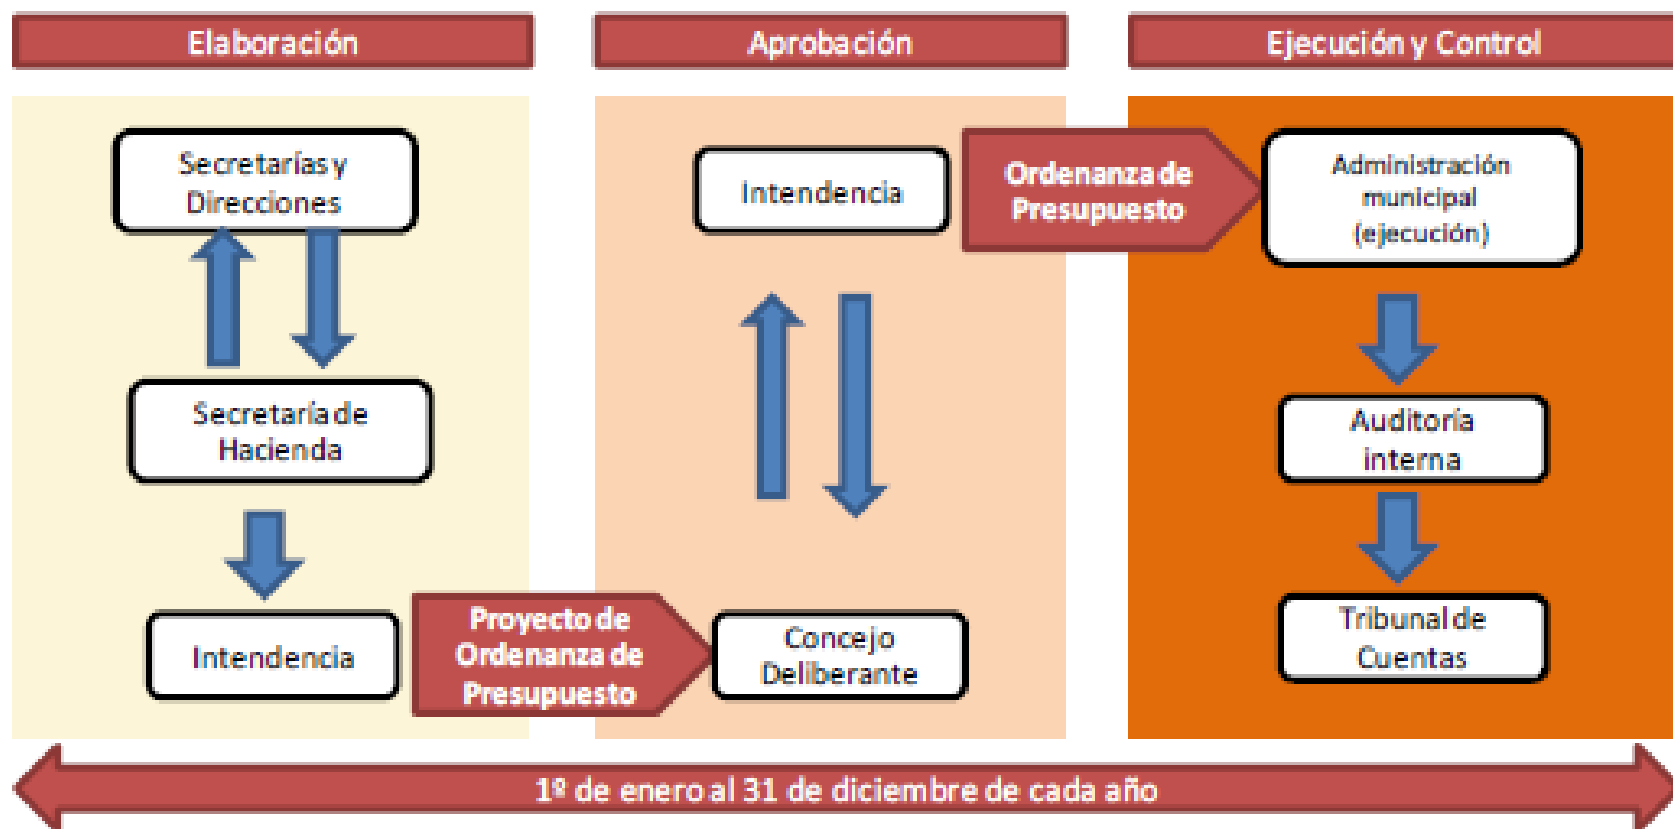 Elaboración
Aprobación
Ejecución y Control
Secretarías y
Direcciones
Secretaría de
Hacienda
Intendencia
Proyecto de
Ordenanza de
Presupuesto
Intendencia
Concejo
Deliberante
Ordenanza de
Presupuesto
Administración
municipal
(ejecución)
Auditoría
interna
Tribunal de
Cuentas
1º de enero al 31 de diciembre de cada año